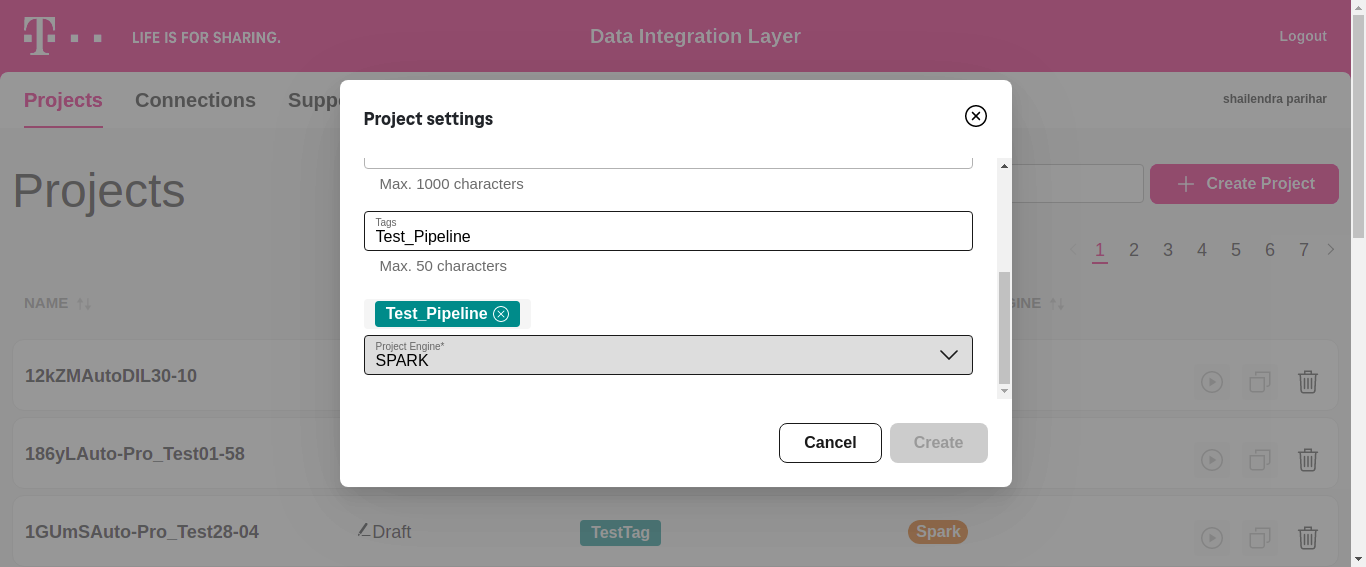 T
LIFE IS FOR SHARING.
Data Integration Layer
Logout
Projects
Connections
Supp
shailendra parihar
Project settings
Projects
Max. 1000 characters
Create Project
Tags
Test_Pipeline
Max. 50 characters
1 2 3 4 5 6 7
NAME
GINE
Test_Pipeline
Project Engine*
SPARK
12kZMAutoDIL30-10
Cancel
Create
186yLAuto-Pro_Test01-58
1GUmSAuto-Pro_Test28-04
Draft
TestTag
Spark